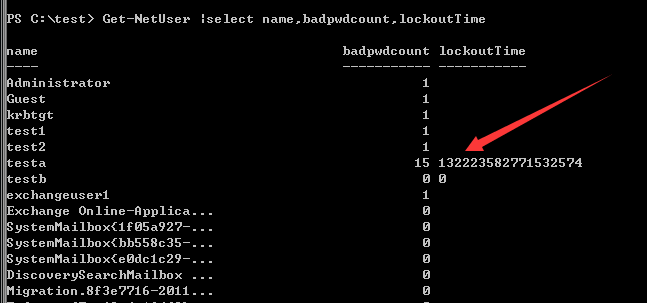 PS C:\test> Get-NetUser |select name,badpwdcount,lockoutTime
name badpwdcount lockoutTime
---- ----------- -----------
Administrator 1
Guest 1
krbtgt 1
test1 1
test2 1
testa 15 132223582771532574
testb 0 0
exchangeuser1 1
Exchange Online-Applica... 0
SystemMailbox{1f05a927-... 0
SystemMailbox{bb558c35-... 0
SystemMailbox{e0dc1c29-... 0
DiscoverySearchMailbox ... 0
Migration.8f3e7716-2011... 0